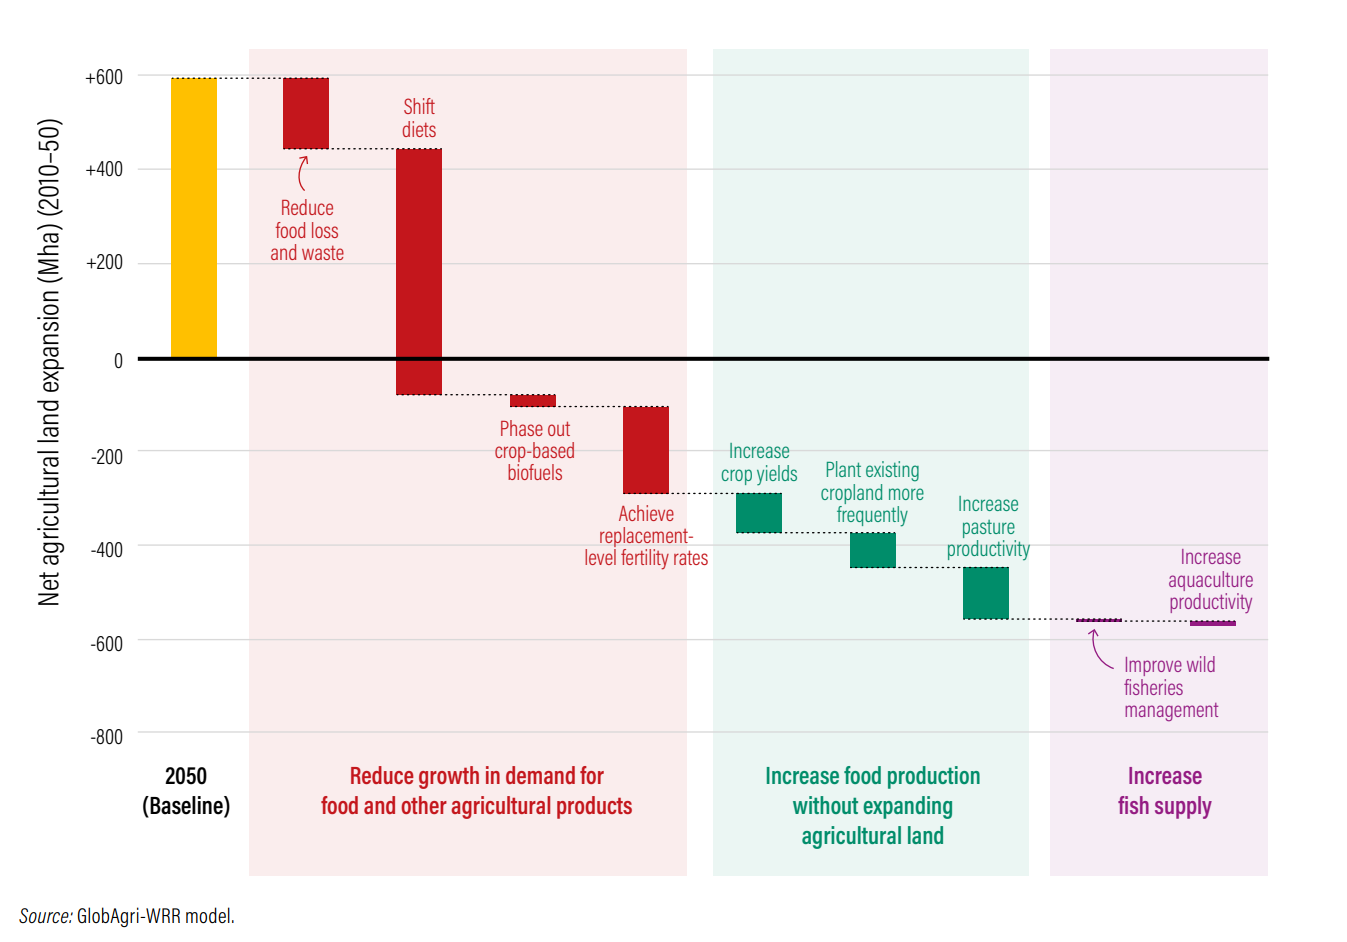 Net agricultural land expansion (Mha) (2010–50)
+600
+400
+200
0
-200
-400
-600
-800
Reduce
food loss
and waste
Shift
diets
Phase out
crop-based
biofuels
Achieve
replacement-
level fertility rates
Increase
crop yields
Plant existing
cropland more
frequently
Increase
pasture
productivity
Improve wild
fisheries
management
Increase
aquaculture
productivity
2050
(Baseline)
Reduce growth in demand for
food and other agricultural products
Increase food production
without expanding
agricultural land
Increase
fish supply
Source: GlobAgri-WRR model.